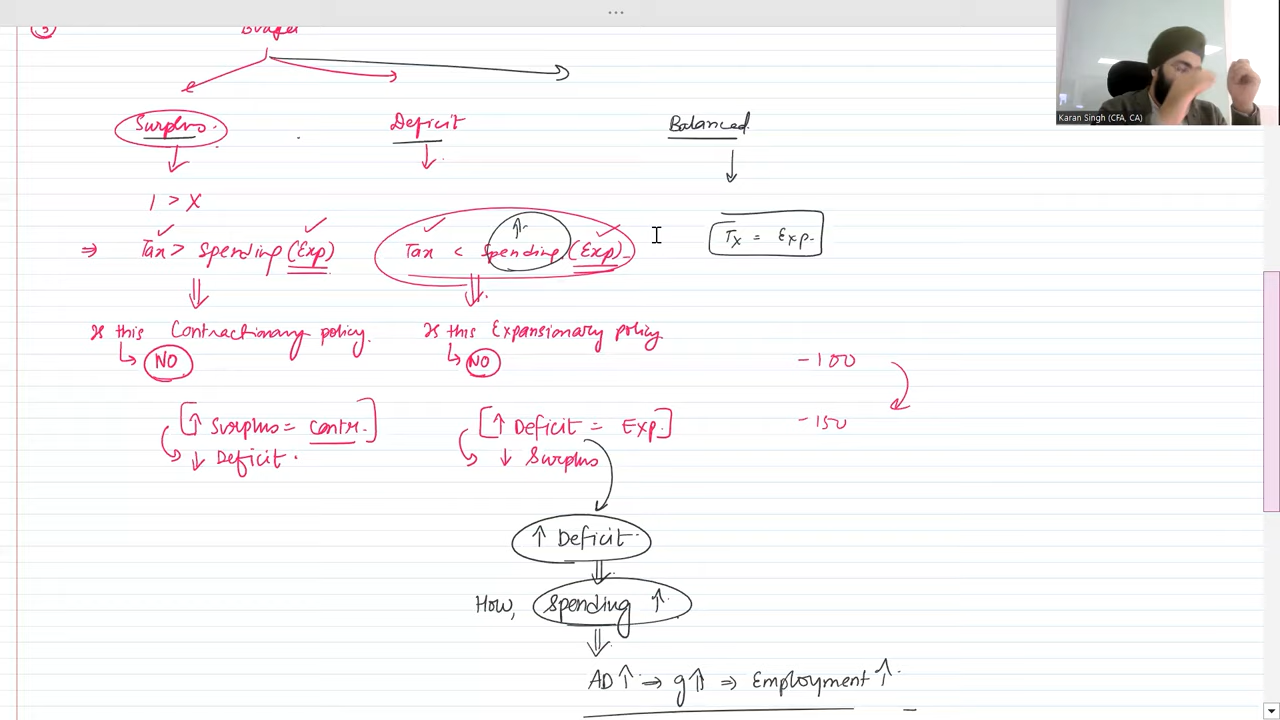 ③ Budget
Surplus. Deficit Balanced.
I > X
⇒ Tax > Spending (Exp) Tax < Spending (Exp) ↑ Tx = Exp.
Is this Contractionary policy. Is this Expansionary policy.
↳ NO ↳ NO
-100
[↑ Surplus = Contr.] [↑ Deficit = Exp.] -150
↳ ↓ Deficit. ↳ ↓ Surplus
↑ Deficit
How, Spending ↑
AD↑ → g↑ ⇒ Employment ↑
Karan Singh (CFA, CA)